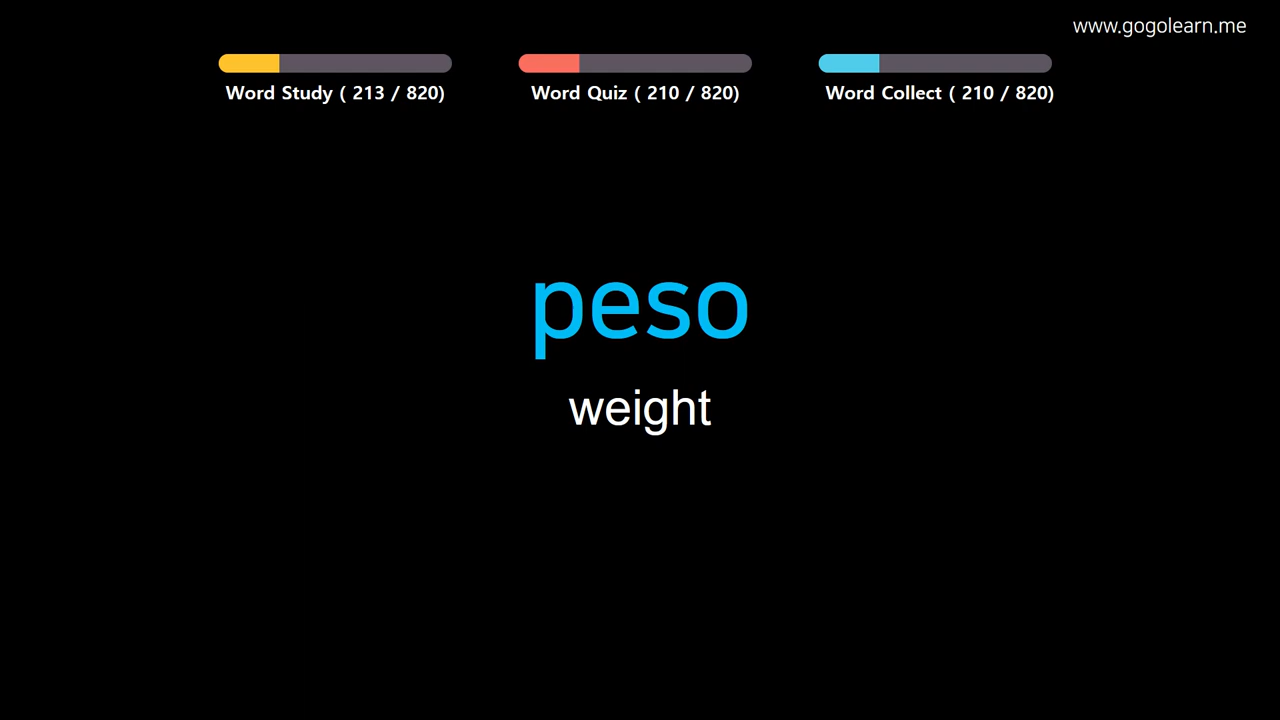 www.gogolearn.me
Word Study ( 213 / 820)
Word Quiz ( 210 / 820)
Word Collect ( 210 / 820)
peso
weight